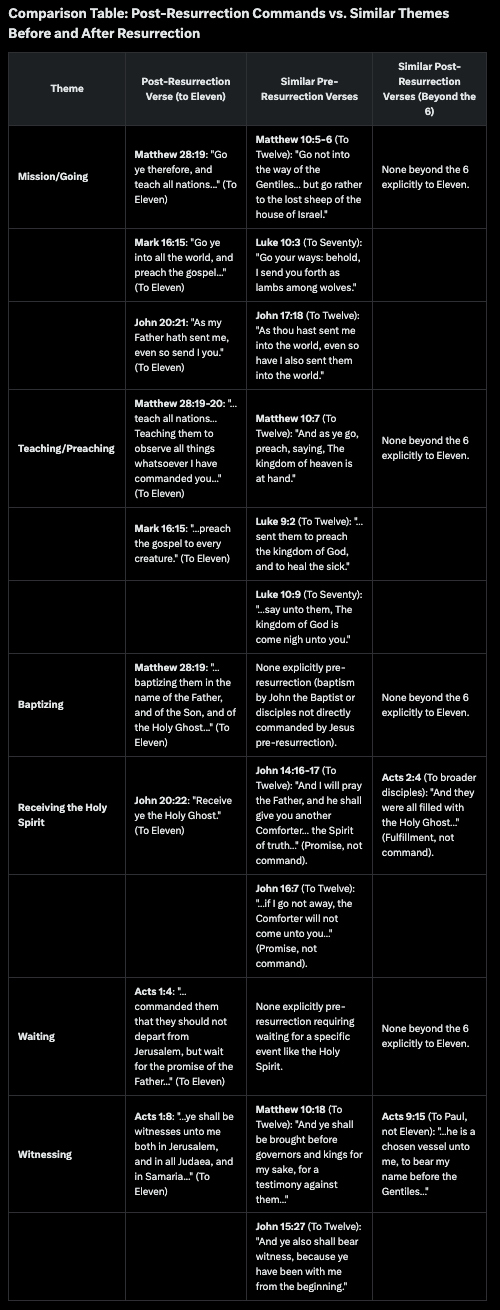 Comparison Table: Post-Resurrection Commands vs. Similar Themes
Before and After Resurrection
Theme
Post-Resurrection
Verse (to Eleven)
Similar Pre-
Resurrection Verses
Similar Post-
Resurrection
Verses (Beyond the
6)
Mission/Going
Matthew 28:19: "Go
ye therefore, and
teach all nations..." (To
Eleven)
Matthew 10:5-6 (To
Twelve): "Go not into
the way of the
Gentiles... but go rather
to the lost sheep of the
house of Israel."
None beyond the 6
explicitly to Eleven.
Mark 16:15: "Go ye
into all the world, and
preach the gospel..."
(To Eleven)
Luke 10:3 (To Seventy):
"Go your ways: behold,
I send you forth as
lambs among wolves."
John 20:21: "As my
Father hath sent me,
even so send I you."
(To Eleven)
John 17:18 (To Twelve):
"As thou hast sent me
into the world, even so
have I also sent them
into the world."
Teaching/Preaching
Matthew 28:19-20: "...
teach all nations...
Teaching them to
observe all things
whatsoever I have
commanded you..."
(To Eleven)
Matthew 10:7 (To
Twelve): "And as ye go,
preach, saying, The
kingdom of heaven is
at hand."
None beyond the 6
explicitly to Eleven.
Mark 16:15: "...preach
the gospel to every
creature." (To Eleven)
Luke 9:2 (To Twelve): "...
sent them to preach
the kingdom of God,
and to heal the sick."
Luke 10:9 (To Seventy):
"...say unto them, The
kingdom of God is
come nigh unto you."
Baptizing
Matthew 28:19: "...
baptizing them in the
name of the Father,
and of the Son, and of
the Holy Ghost..." (To
Eleven)
None explicitly pre-
resurrection (baptism
by John the Baptist or
disciples not directly
commanded by Jesus
pre-resurrection).
None beyond the 6
explicitly to Eleven.
Receiving the Holy
Spirit
John 20:22: "Receive
ye the Holy Ghost."
(To Eleven)
John 14:16-17 (To
Twelve): "And I will pray
the Father, and he shall
give you another
Comforter... the Spirit
of truth..." (Promise, not
command).
Acts 2:4 (To broader
disciples): "And they
were all filled with
the Holy Ghost..."
(Fulfillment, not
command).
John 16:7 (To Twelve):
"...if I go not away, the
Comforter will not
come unto you..."
(Promise, not
command).
Waiting
Acts 1:4: "...
commanded them
that they should not
depart from
Jerusalem, but wait
for the promise of the
Father..." (To Eleven)
None explicitly pre-
resurrection requiring
waiting for a specific
event like the Holy
Spirit.
None beyond the 6
explicitly to Eleven.
Witnessing
Acts 1:8: "...ye shall be
witnesses unto me
both in Jerusalem,
and in all Judaea, and
in Samaria..." (To
Eleven)
Matthew 10:18 (To
Twelve): "And ye shall
be brought before
governors and kings for
my sake, for a
testimony against
them..."
Acts 9:15 (To Paul,
not Eleven): "...he is a
chosen vessel unto
me, to bear my
name before the
Gentiles..."
John 15:27 (To Twelve):
"And ye also shall bear
witness, because ye
have been with me
from the beginning."